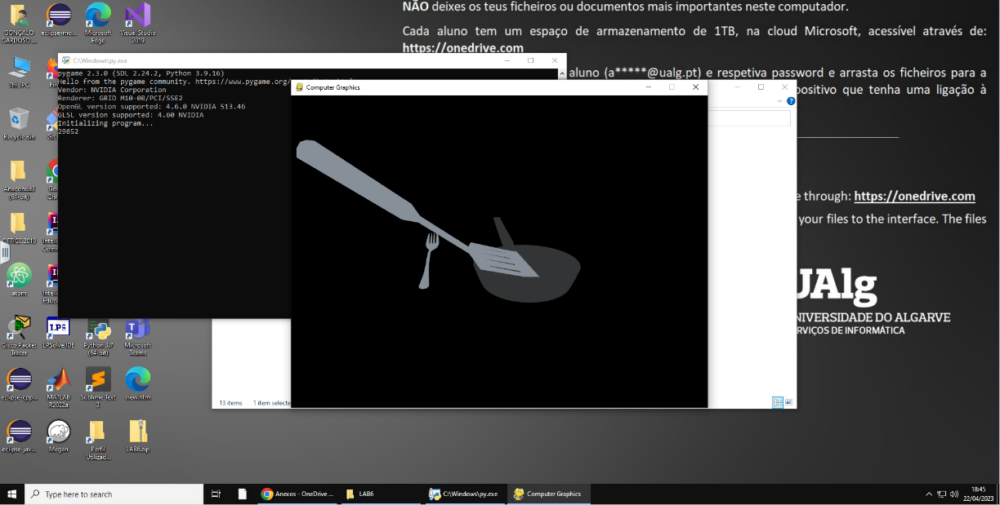 NÃO deixes os teus ficheiros ou documentos mais importantes neste computador.
Cada aluno tem um espaço de armazenamento de 1TB, na cloud Microsoft, acessível através de:
https://onedrive.com
aluno (a*****@ualg.pt) e respetiva password e arrasta os ficheiros para a
positivo que tenha uma ligação à
e through: https://onedrive.com
your files to the interface. The files
UAlg
NIVERSIDADE DO ALGARVE
RVIÇOS DE INFORMÁTICA
GONÇALO CARDOSO ...
eclipse-mo...
Microsoft Edge
Visual Studio 2019
This PC
Fir
Recycle Bin
Git
Anaconda3 (64-bit)
Goo
Chr
OFFICE 2019
Intelli
Com
atom
Intelli
Educ
Cisco Packet Tracer
LPSolve IDE
Python 3.7 (64-bit)
Microsoft Teams
eclipse-cpp...
MATLAB R2022a
Sublime Text 3
view.htm
eclipse-jav...
Megan
Perfil Utilizad...
LAB6.zip
C:\Windows\py.exe
pygame 2.3.0 (SDL 2.24.2, Python 3.9.16)
Hello from the pygame community. https://www.pygame.org/
Vendor: NVIDIA Corporation
Renderer: GRID M10-0B/PCI/SSE2
OpenGL version supported: 4.6.0 NVIDIA 513.46
GLSL version supported: 4.60 NVIDIA
Initializing program...
29652
Computer Graphics
13 items
1 item selecte
Type here to search
Anexos - OneDrive ...
LAB6
C:\Windows\py.exe
Computer Graphics
18:45
22/04/2023